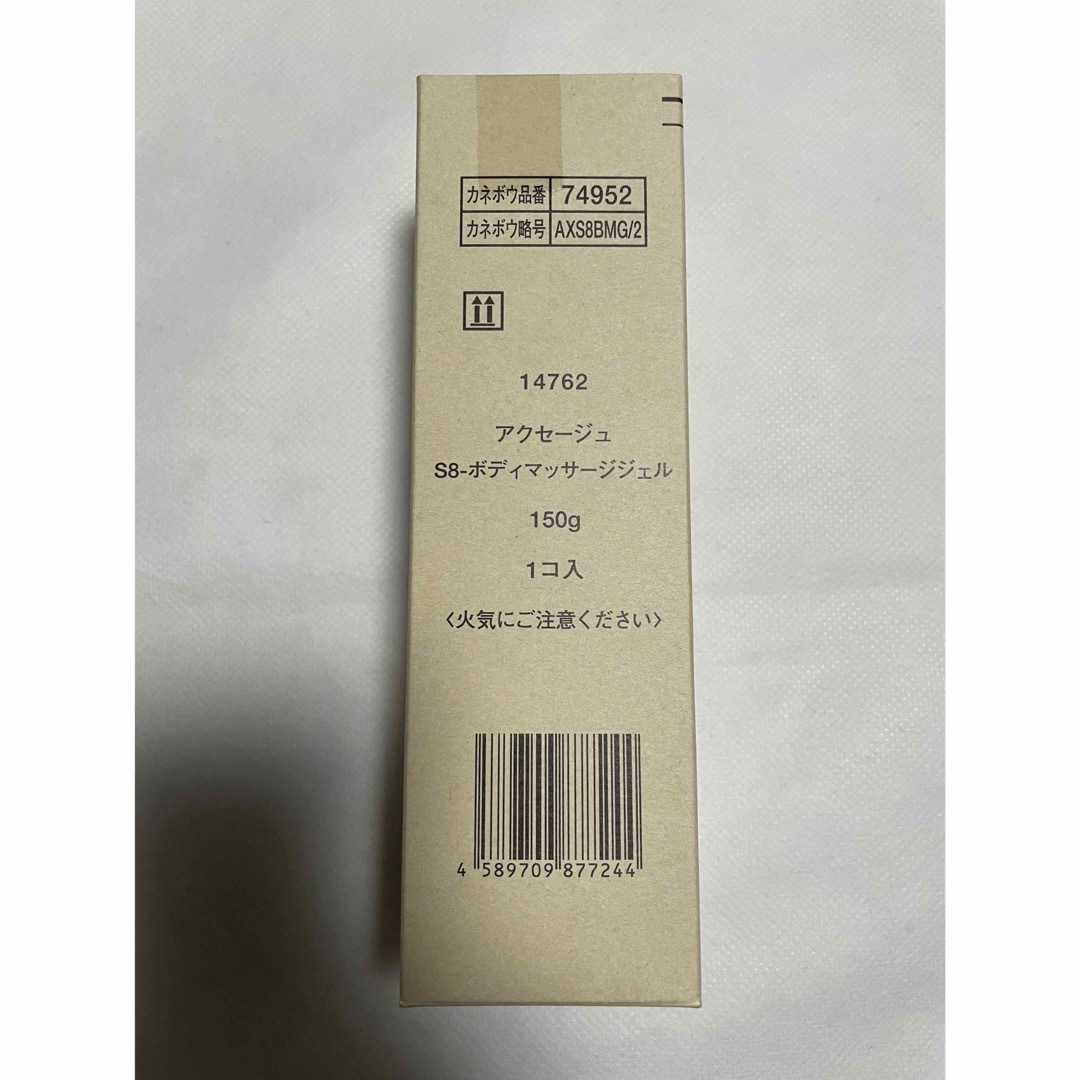 カネボウ品番 74952
カネボウ略号 AXS8BMG/2
14762
アクセージュ
S8-ボディマッサージジェル
150g
1コ入
〈火気にご注意ください〉
4 589709 877244